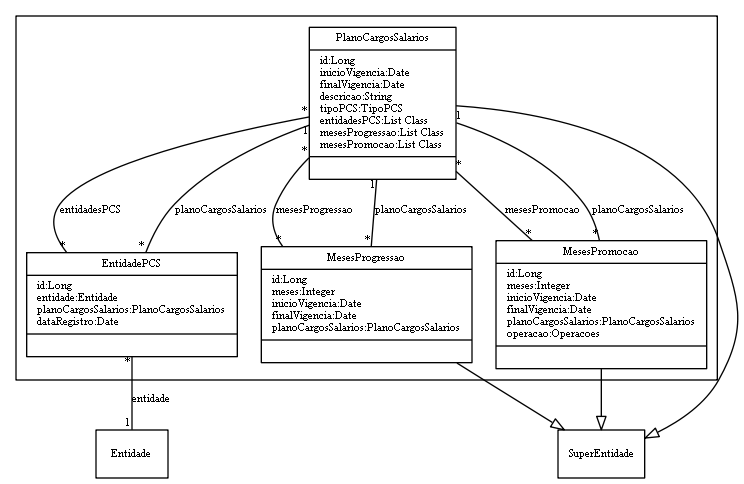 PlanoCargosSalarios
id:Long
inicioVigencia:Date
finalVigencia:Date
descricao:String
tipoPCS:TipoPCS
entidadesPCS:List Class
mesesProgressao:List Class
mesesPromocao:List Class
*
1
*
1
1
*
entidadesPCS
planoCargosSalarios
mesesProgressao
planoCargosSalarios
mesesPromocao
planoCargosSalarios
*
*
*
*
*
*
EntidadePCS
id:Long
entidade:Entidade
planoCargosSalarios:PlanoCargosSalarios
dataRegistro:Date
MesesProgressao
id:Long
meses:Integer
inicioVigencia:Date
finalVigencia:Date
planoCargosSalarios:PlanoCargosSalarios
MesesPromocao
id:Long
meses:Integer
inicioVigencia:Date
finalVigencia:Date
planoCargosSalarios:PlanoCargosSalarios
operacao:Operacoes
*
entidade
1
Entidade
SuperEntidade